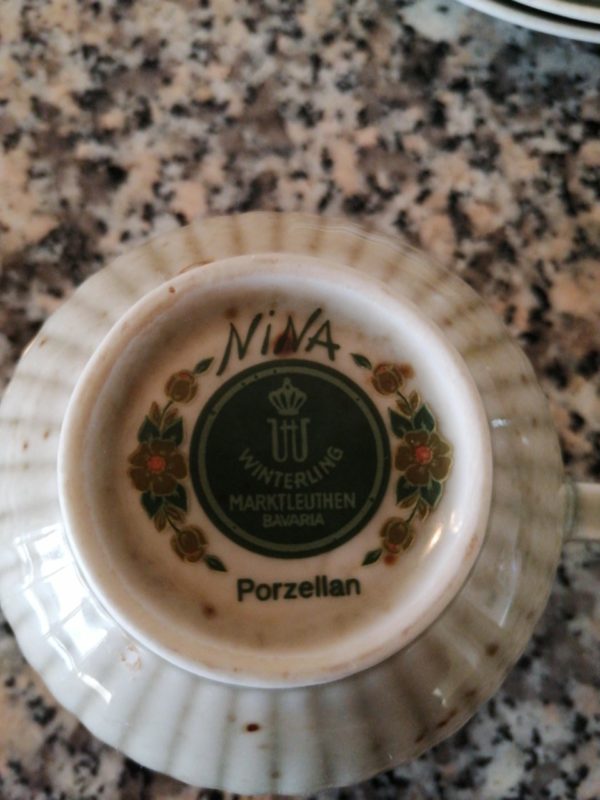 NiNA
WINTERLING
MARKTLEUTHEN
BAVARIA
Porzellan